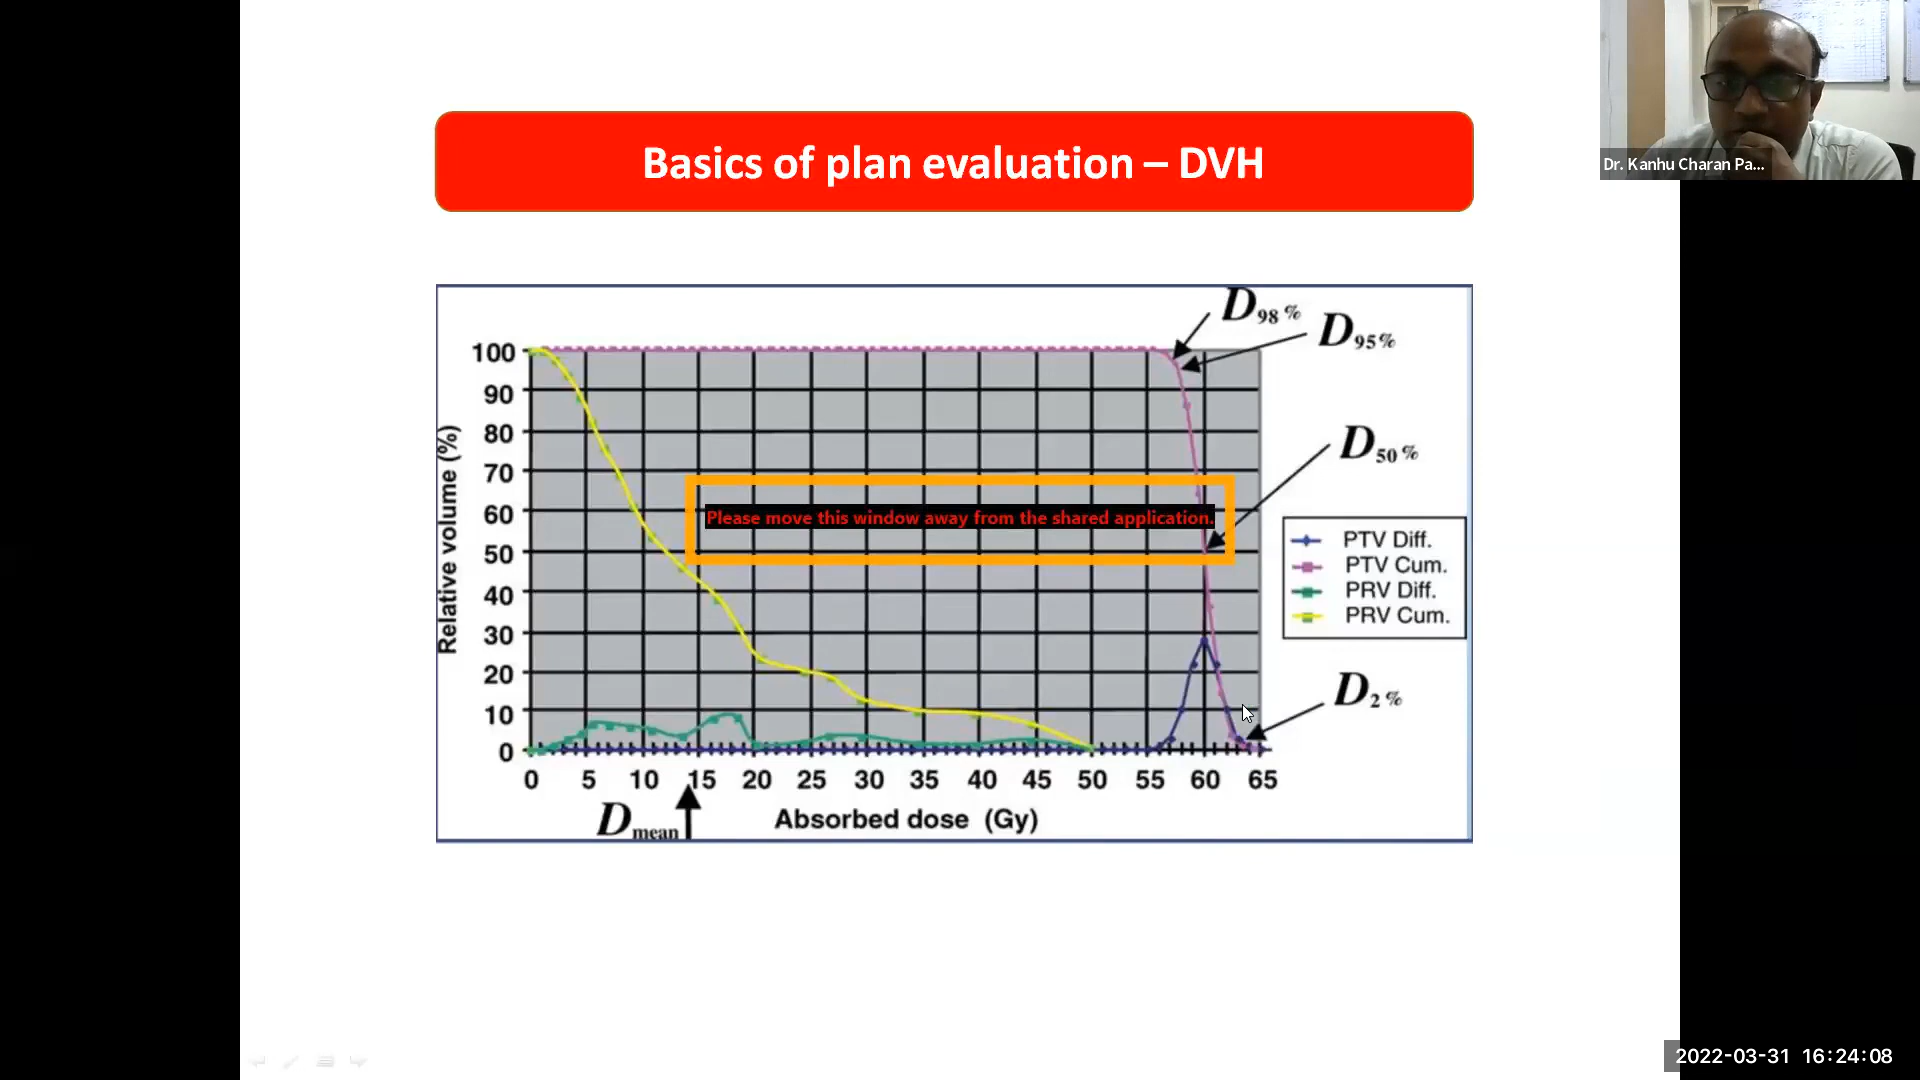 Dr. Kanhu Charan Pa...
Basics of plan evaluation – DVH
D98 %
D95%
D50 %
D2 %
Relative volume (%)
100
90
80
70
60
50
40
30
20
10
0
Please move this window away from the shared application.
PTV Diff.
PTV Cum.
PRV Diff.
PRV Cum.
0 5 10 15 20 25 30 35 40 45 50 55 60 65
Dmean
Absorbed dose (Gy)
2022-03-31 16:24:08